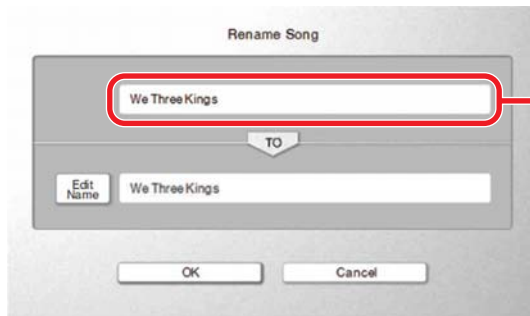 Rename Song
We Three Kings
TO
Edit
Name
We Three Kings
OK
Cancel